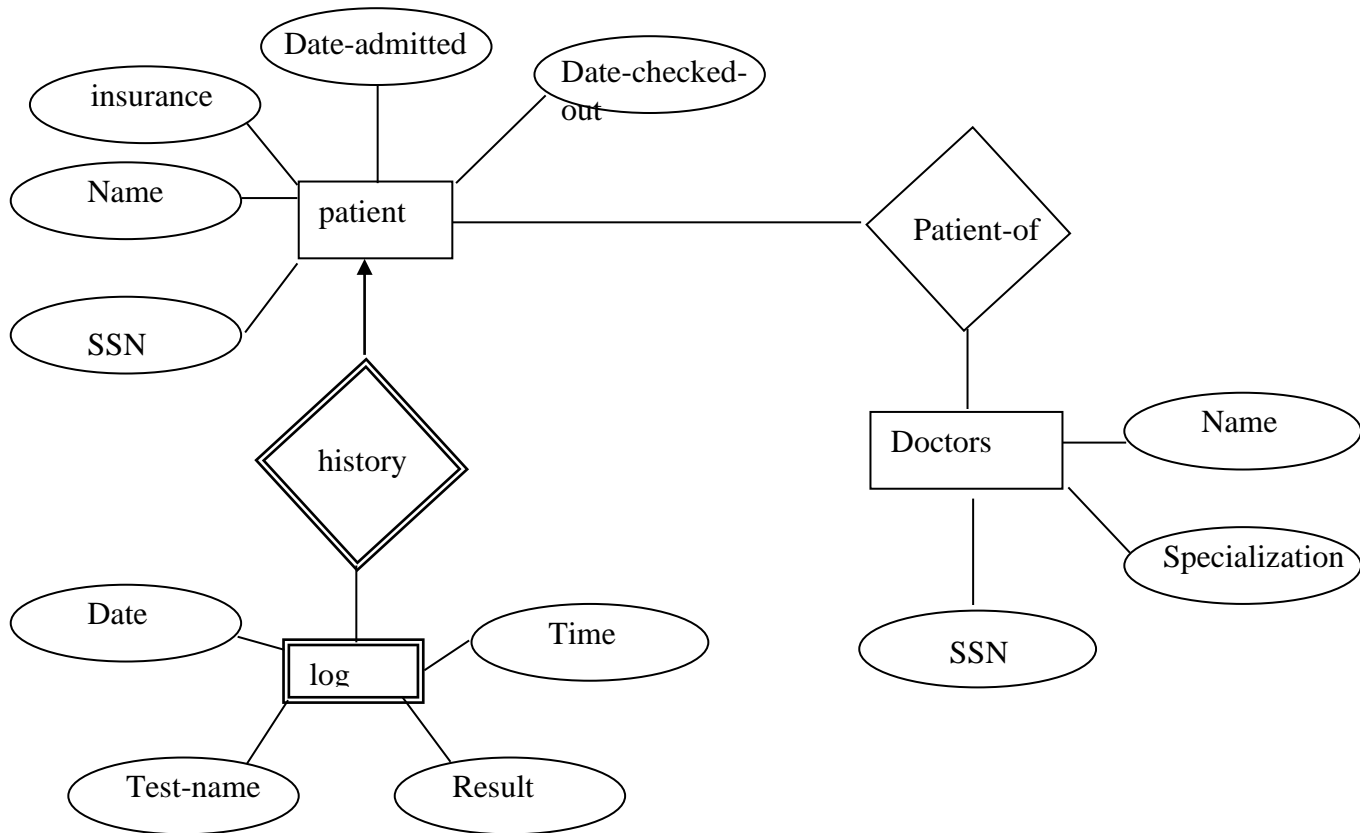 Date-admitted
Date-checked-
out
insurance
Name
patient
Patient-of
SSN
Name
Doctors
history
Specialization
Date
Time
SSN
log
Test-name
Result